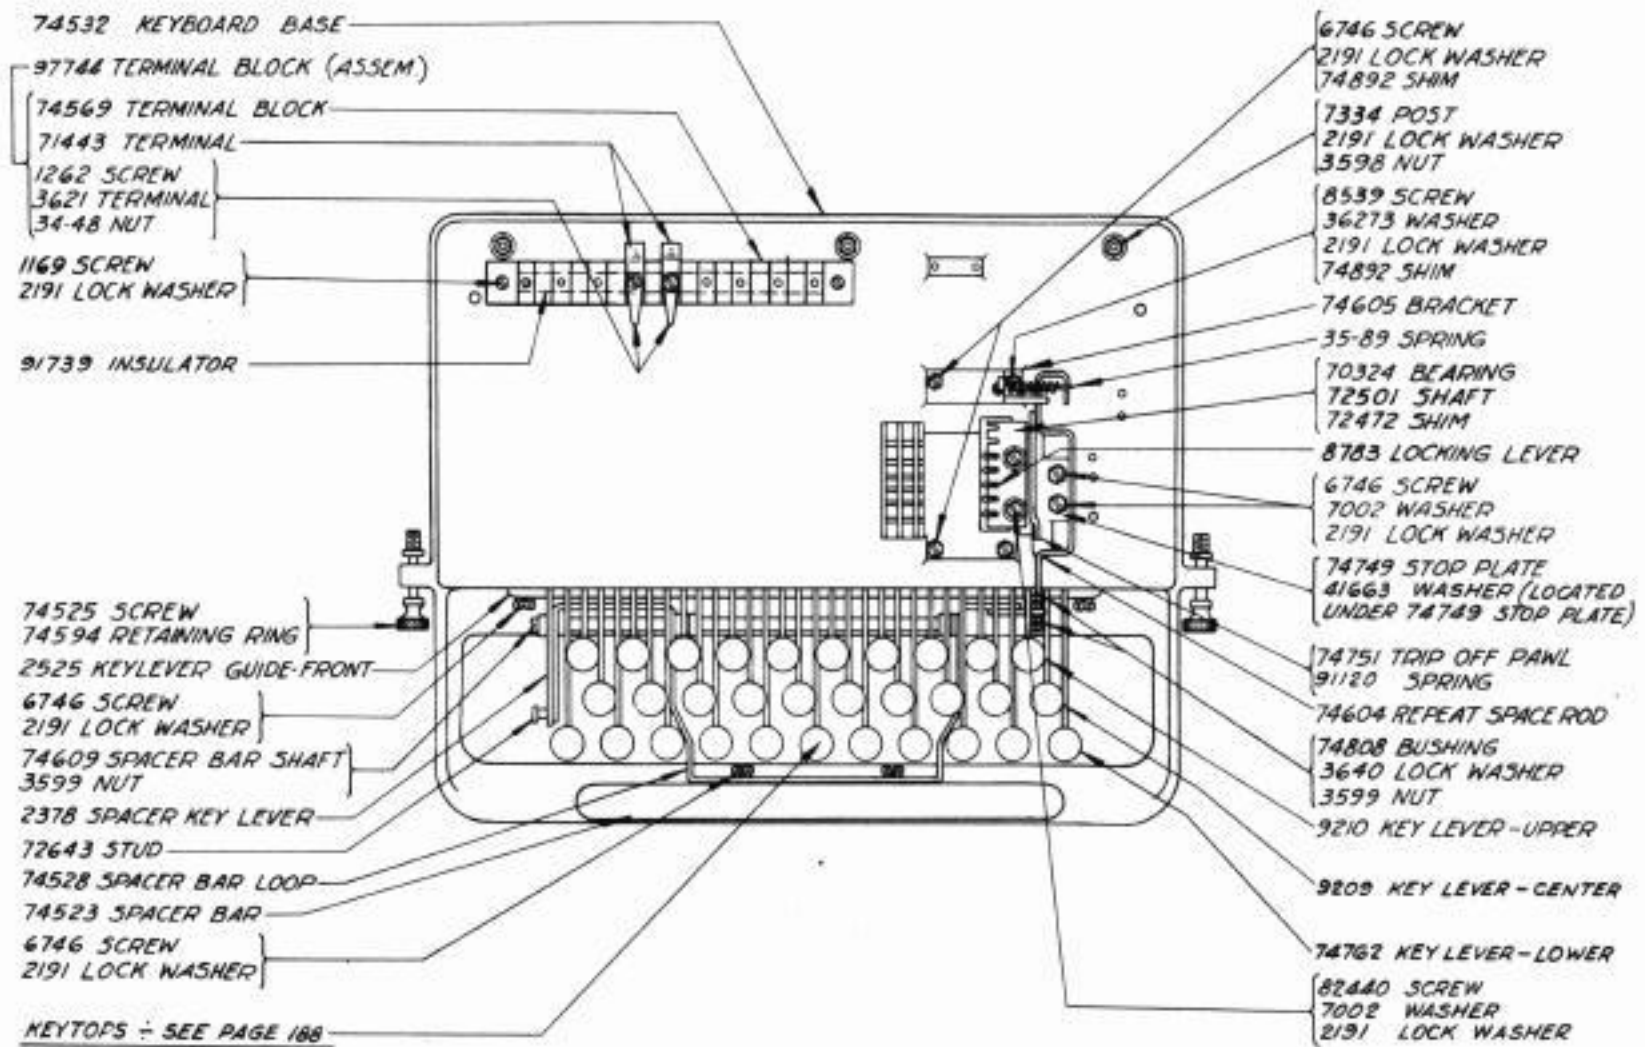 74532 KEYBOARD BASE
97744 TERMINAL BLOCK (ASSEM.)
74569 TERMINAL BLOCK
71443 TERMINAL
1262 SCREW
3621 TERMINAL
34-48 NUT
1169 SCREW
2191 LOCK WASHER
91739 INSULATOR
74525 SCREW
74594 RETAINING RING
2525 KEYLEVER GUIDE-FRONT
6746 SCREW
2191 LOCK WASHER
74609 SPACER BAR SHAFT
3599 NUT
2378 SPACER KEY LEVER
72643 STUD
74528 SPACER BAR LOOP
74523 SPACER BAR
6746 SCREW
2191 LOCK WASHER
KEYTOPS ÷ SEE PAGE 188
6746 SCREW
2191 LOCK WASHER
74892 SHIM
7334 POST
2191 LOCK WASHER
3598 NUT
8539 SCREW
36273 WASHER
2191 LOCK WASHER
74892 SHIM
74605 BRACKET
35-89 SPRING
70324 BEARING
72501 SHAFT
72472 SHIM
8783 LOCKING LEVER
6746 SCREW
7002 WASHER
2191 LOCK WASHER
74749 STOP PLATE
41663 WASHER (LOCATED
UNDER 74749 STOP PLATE)
74751 TRIP OFF PAWL
91120 SPRING
74604 REPEAT SPACE ROD
74808 BUSHING
3640 LOCK WASHER
3599 NUT
9210 KEY LEVER-UPPER
9209 KEY LEVER-CENTER
74762 KEY LEVER-LOWER
82440 SCREW
7002 WASHER
2191 LOCK WASHER